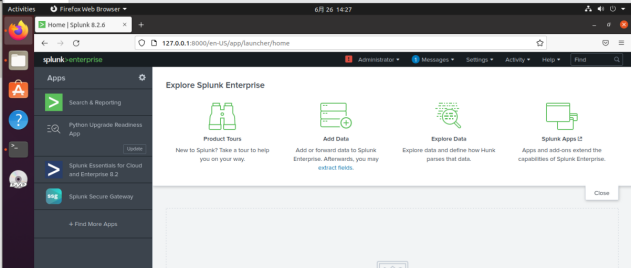 Activities
Firefox Web Browser
6月 26 14:27
Home | Splunk 8.2.6
127.0.0.1:8000/en-US/app/launcher/home
splunk>enterprise
Administrator
1 Messages
Settings
Activity
Help
Find
Apps
Search & Reporting
Python Upgrade Readiness
App
Update
Splunk Essentials for Cloud
and Enterprise 8.2
ssg
Splunk Secure Gateway
+ Find More Apps
Explore Splunk Enterprise
Product Tours
New to Splunk? Take a tour to help
you on your way.
Add Data
Add or forward data to Splunk
Enterprise. Afterwards, you may
extract fields.
Explore Data
Explore data and define how Hunk
parses that data.
Splunk Apps
Apps and add-ons extend the
capabilities of Splunk Enterprise.
Close